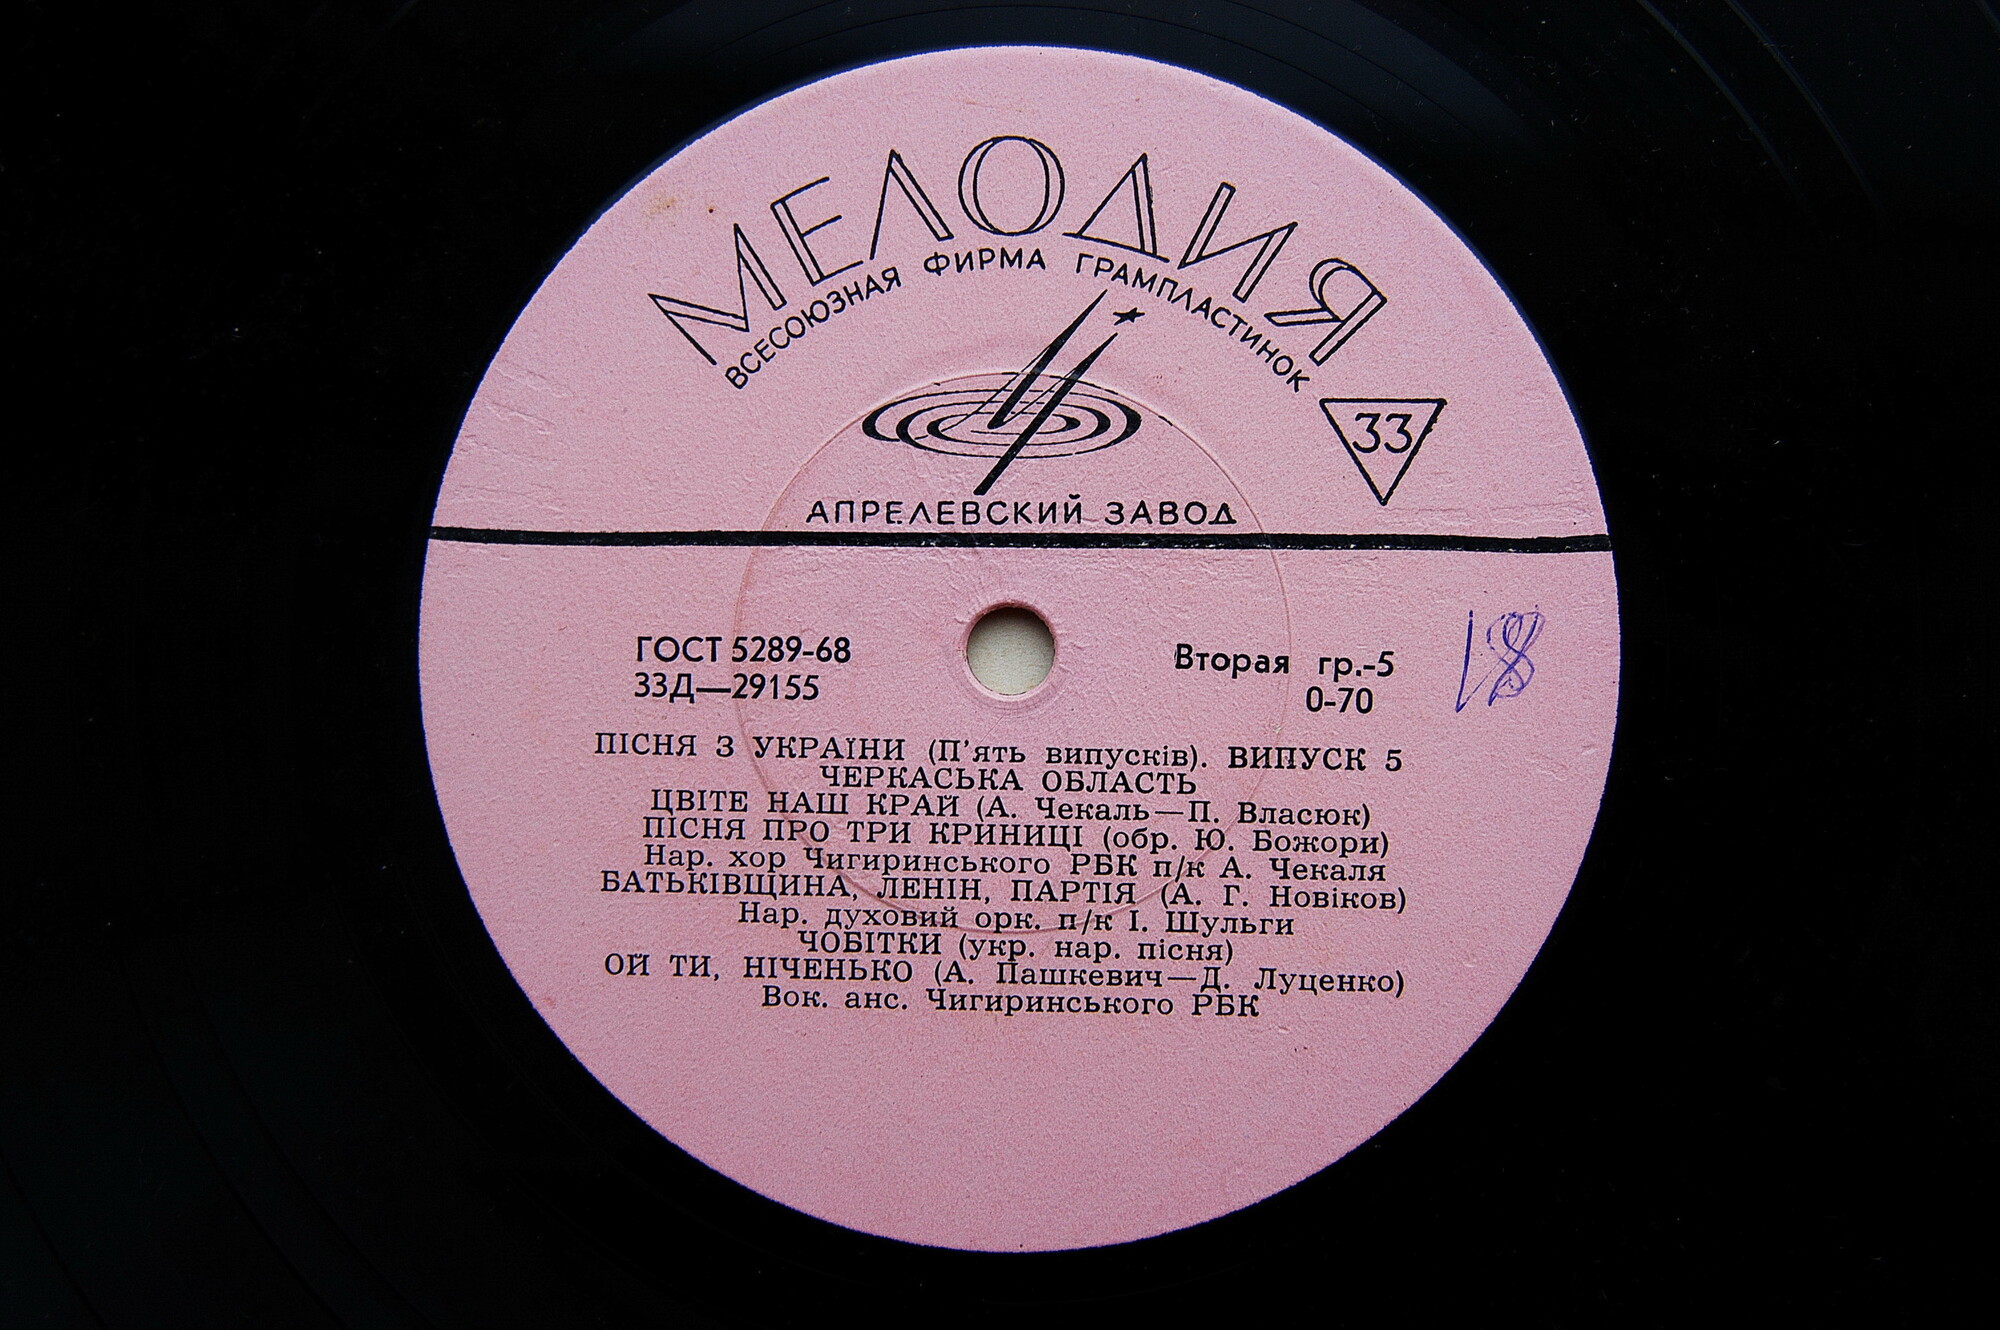 МЕЛОДИЯ
ВСЕСОЮЗНАЯ ФИРМА ГРАМПЛАСТИНОК
33
АПРЕЛЕВСКИЙ ЗАВОД
ГОСТ 5289-68
Вторая гр.-5
33Д—29155
0-70
18
ПІСНЯ З УКРАЇНИ (П'ять випусків). ВИПУСК 5
ЧЕРКАСЬКА ОБЛАСТЬ
ЦВІТЕ НАШ КРАЙ (А. Чекаль—П. Власюк)
ПІСНЯ ПРО ТРИ КРИНИЦІ (обр. Ю. Божори)
Нар. хор Чигиринського РБК п/к А. Чекаля
БАТЬКІВЩИНА, ЛЕНІН, ПАРТІЯ (А. Г. Новіков)
Нар. духовий орк. п/к І. Шульги
ЧОБІТКИ (укр. нар. пісня)
ОЙ ТИ, НІЧЕНЬКО (А. Пашкевич—Д. Луценко)
Вок. анс. Чигиринського РБК